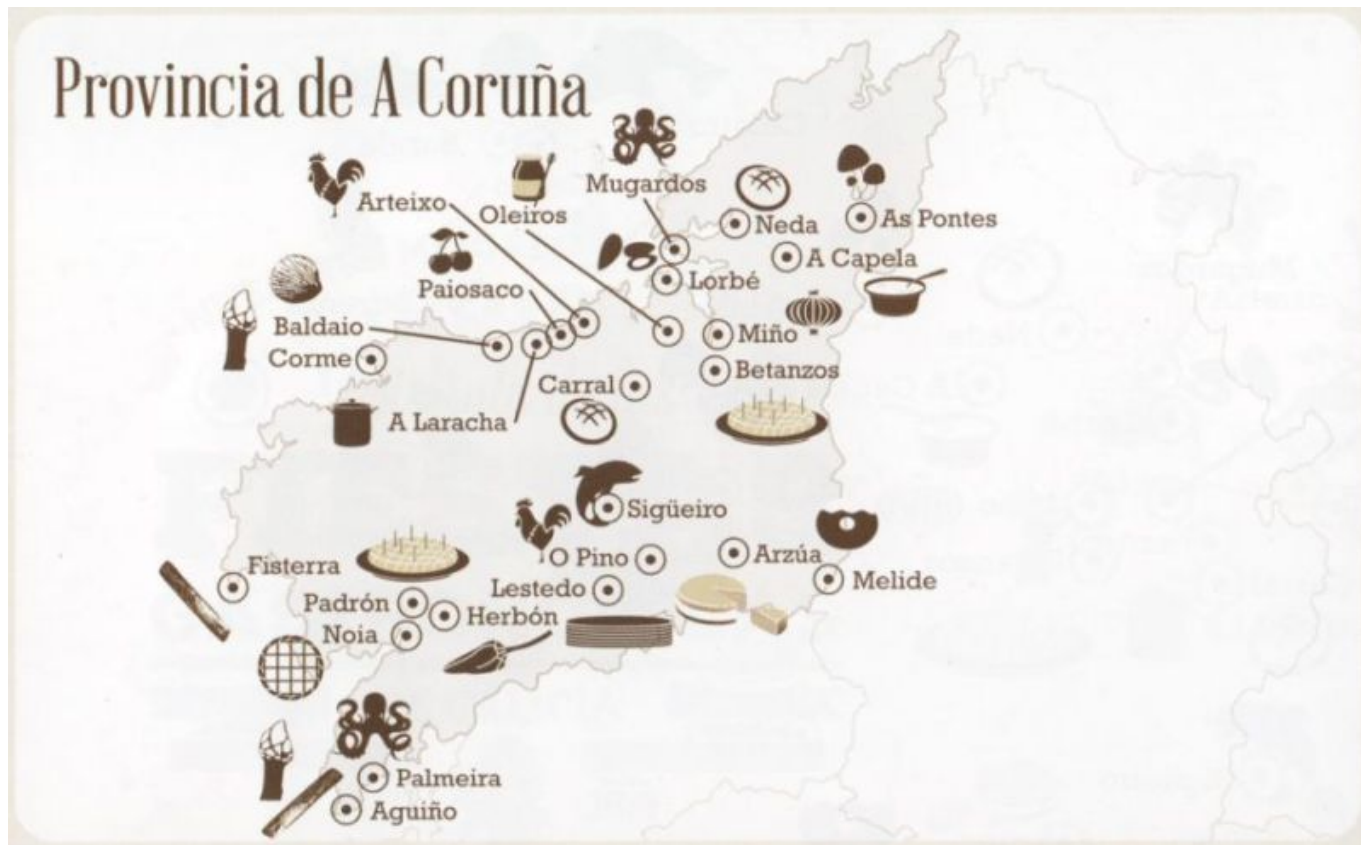 Provincia de A Coruña
Mugardos
Arteixo
Oleiros
Neda
As Pontes
A Capela
Lorbé
Paiosaco
Baldaio
Miño
Corme
Betanzos
Carral
A Laracha
Sigüeiro
O Pino
Arzúa
Fisterra
Melide
Lestedo
Padrón
Herbón
Noia
Palmeira
Aguiño